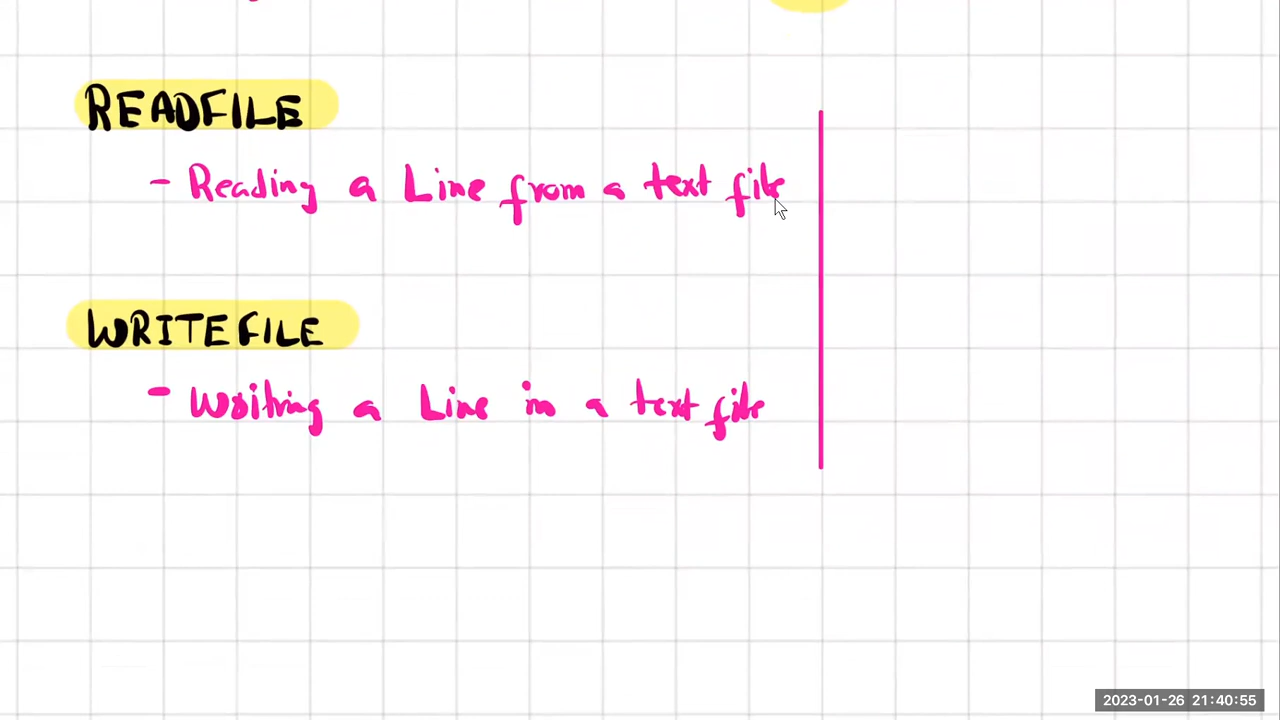 READFILE
- Reading a Line from a text file
WRITEFILE
- Writing a Line in a text file
2023-01-26 21:40:55